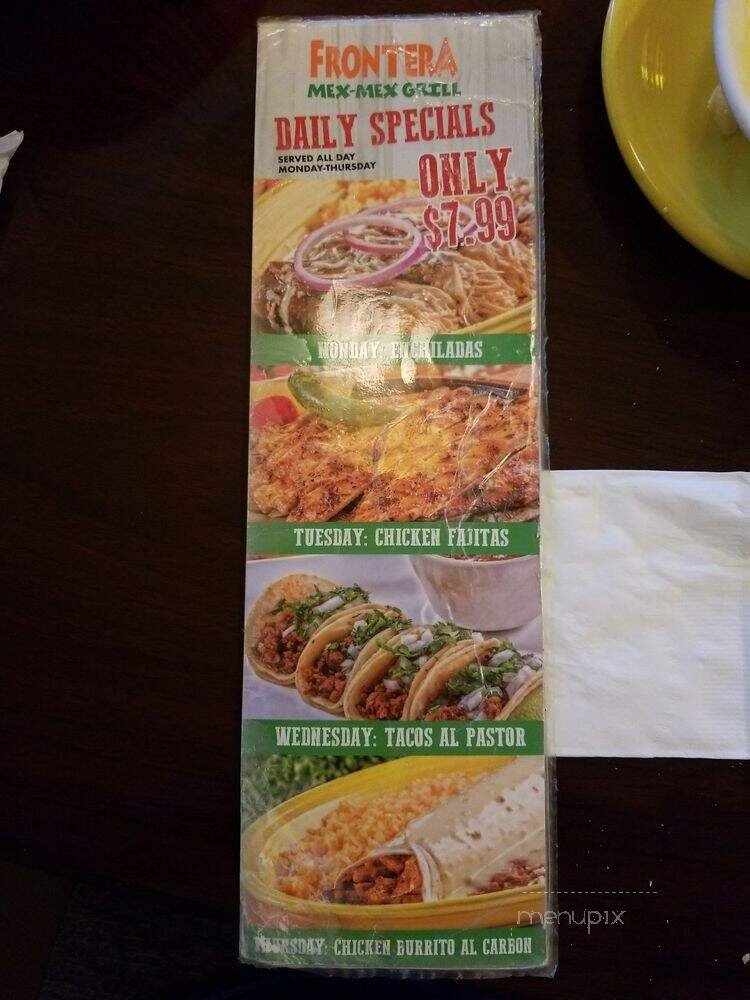 FRONTERA
MEX-MEX GRILL
DAILY SPECIALS
SERVED ALL DAY
MONDAY-THURSDAY
ONLY
$7.99
MONDAY: ENCHILADAS
TUESDAY: CHICKEN FAJITAS
WEDNESDAY: TACOS AL PASTOR
THURSDAY: CHICKEN BURRITO AL CARBON
menupix